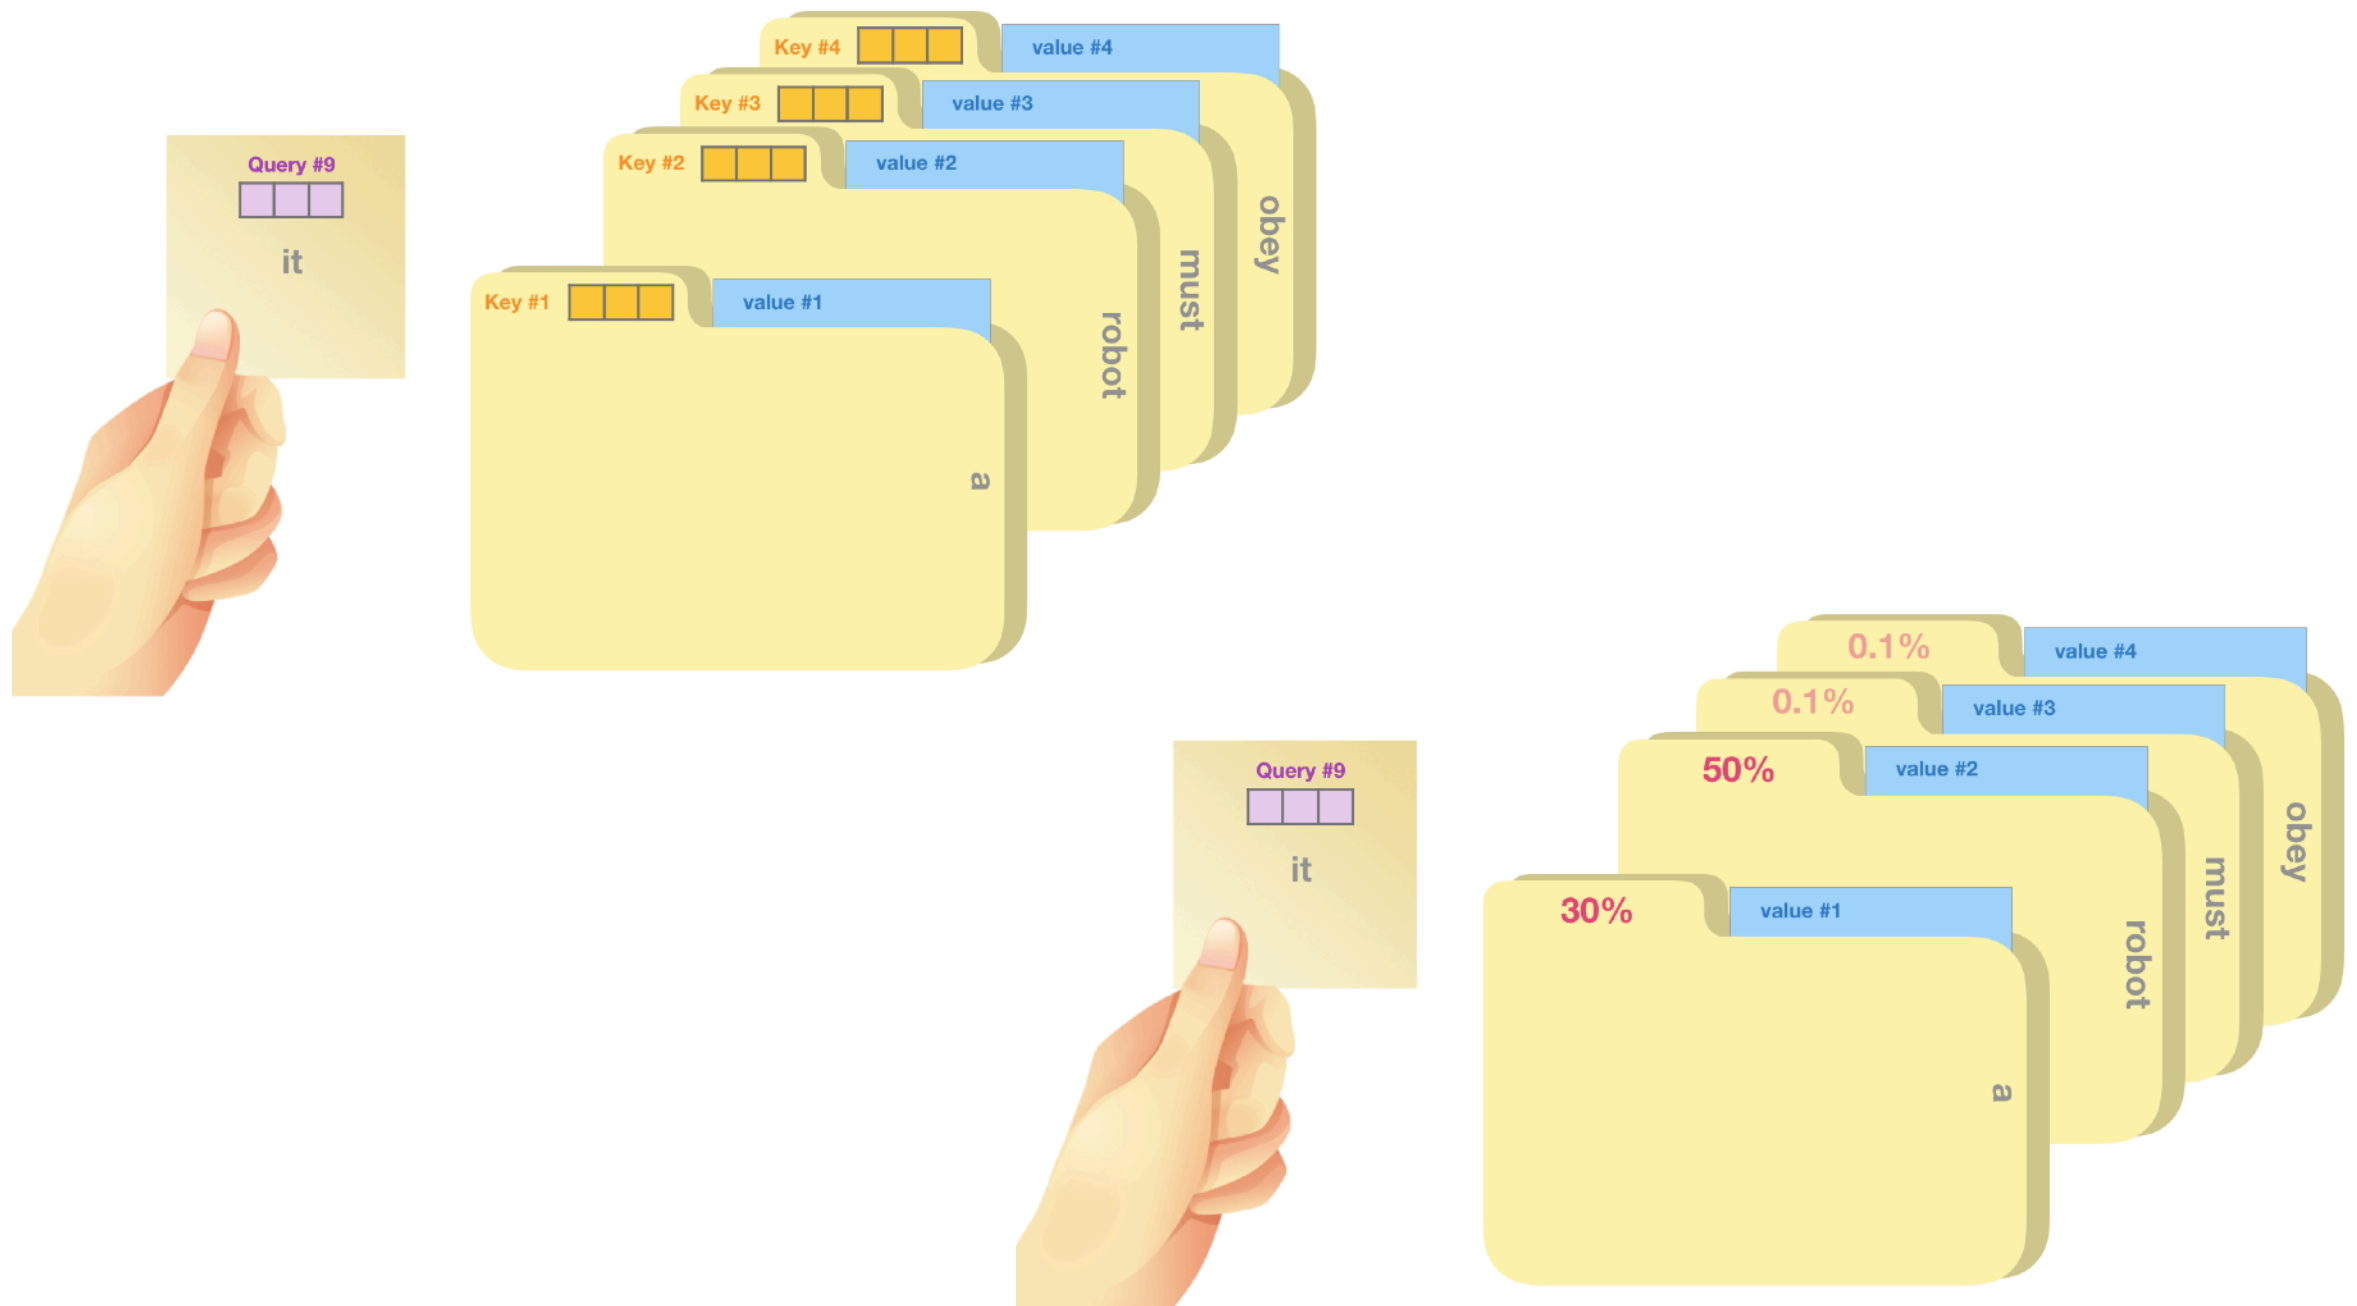 Key #4 value #4
Key #3 value #3
Query #9
Key #2 value #2
it
obey
must
Key #1 value #1
robot
a
0.1% value #4
0.1% value #3
Query #9
50% value #2
it
obey
must
30% value #1
robot
a